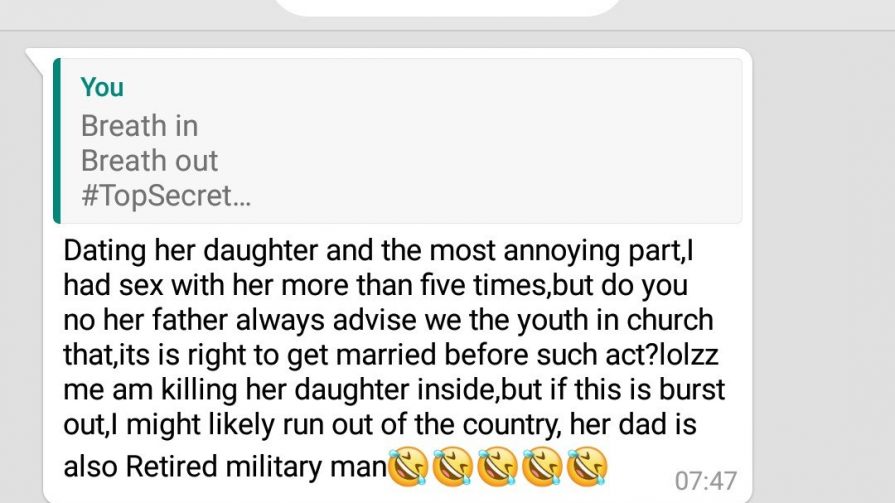 You
Breath in
Breath out
#TopSecret...
Dating her daughter and the most annoying part,I
had sex with her more than five times,but do you
no her father always advise we the youth in church
that,its is right to get married before such act?lolzz
me am killing her daughter inside,but if this is burst
out,I might likely run out of the country, her dad is
also Retired military man🤣🤣🤣🤣🤣
07:47